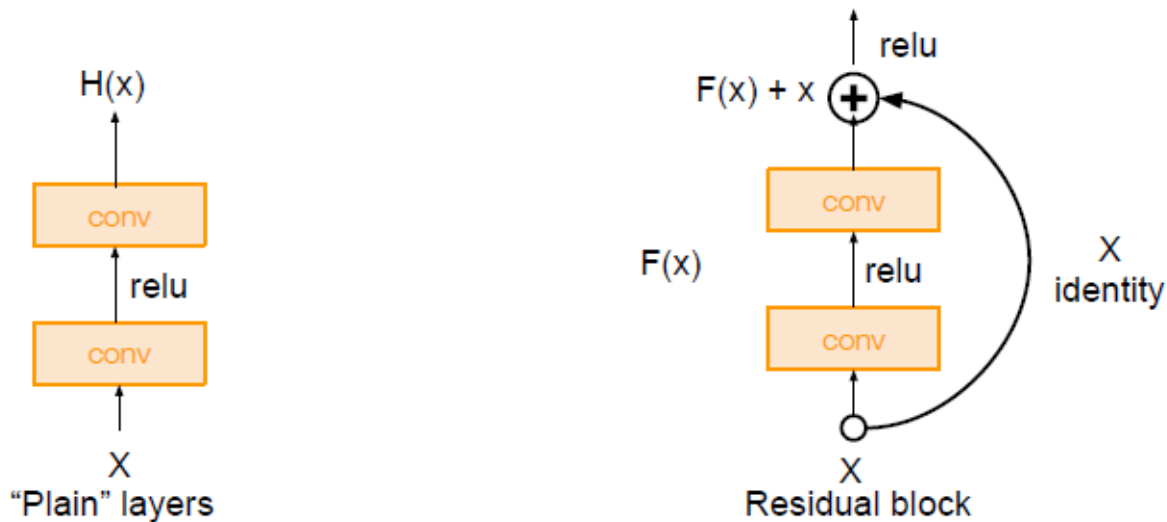 H(x)
conv
relu
conv
X
“Plain” layers
relu
F(x) + x
conv
F(x)
relu
X
identity
conv
X
Residual block